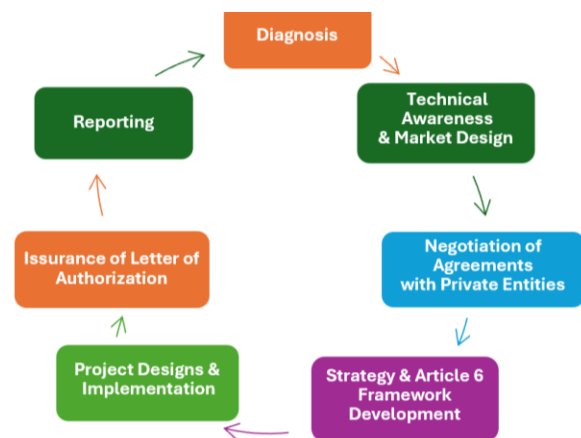 Diagnosis
Technical
Awareness
& Market Design
Negotiation of
Agreements
with Private Entities
Strategy & Article 6
Framework
Development
Project Designs &
Implementation
Issurance of Letter of
Authorization
Reporting